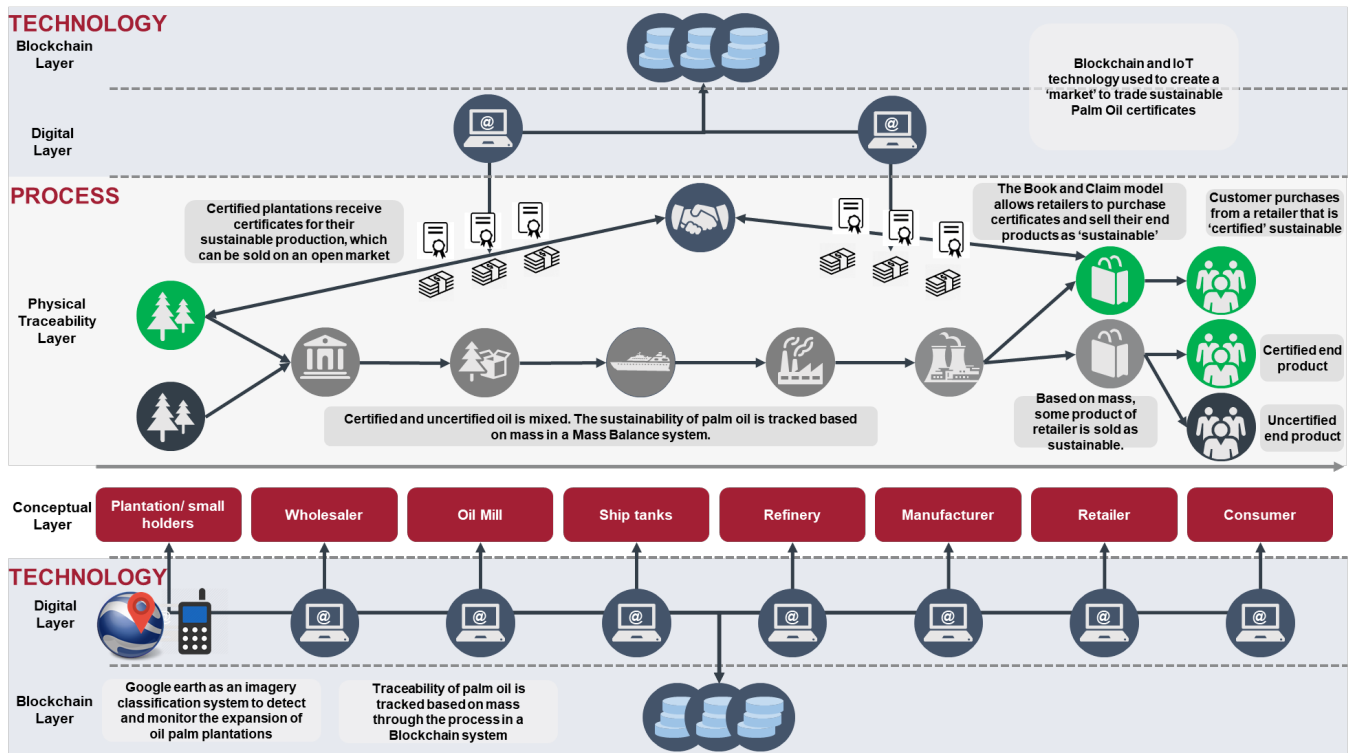 TECHNOLOGY
Blockchain
Layer
Blockchain and IoT
technology used to create a
‘market’ to trade sustainable
Palm Oil certificates
@
@
Digital
Layer
PROCESS
Certified plantations receive
certificates for their
sustainable production, which
can be sold on an open market
The Book and Claim model
allows retailers to purchase
certificates and sell their end
products as ‘sustainable’
Customer purchases
from a retailer that is
‘certified’ sustainable
Physical
Traceability
Layer
Certified end
product
Certified and uncertified oil is mixed. The sustainability of palm oil is tracked based
on mass in a Mass Balance system.
Based on mass,
some product of
retailer is sold as
sustainable.
Uncertified
end product
Conceptual
Layer
Plantation/ small
holders
Wholesaler
Oil Mill
Ship tanks
Refinery
Manufacturer
Retailer
Consumer
TECHNOLOGY
Digital
Layer
@
@
@
@
@
@
@
Blockchain
Layer
Google earth as an imagery
classification system to detect
and monitor the expansion of
oil palm plantations
Traceability of palm oil is
tracked based on mass
through the process in a
Blockchain system